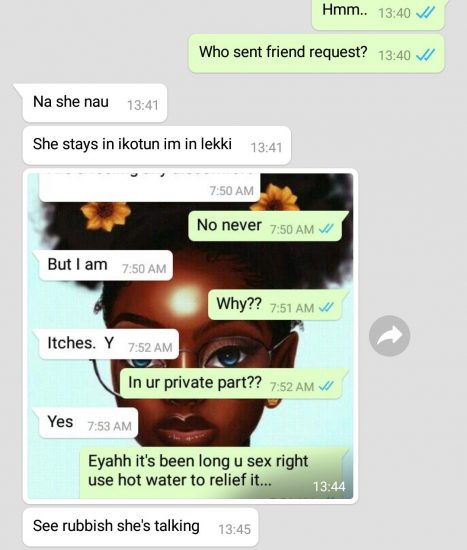 Hmm.. 13:40
Who sent friend request? 13:40
Na she nau 13:41
She stays in ikotun im in lekki 13:41
7:50 AM
No never 7:50 AM
But I am 7:50 AM
Why?? 7:51 AM
Itches. Y 7:52 AM
In ur private part?? 7:52 AM
Yes 7:53 AM
Eyahh it's been long u sex right
use hot water to relief it...
13:44
See rubbish she's talking 13:45